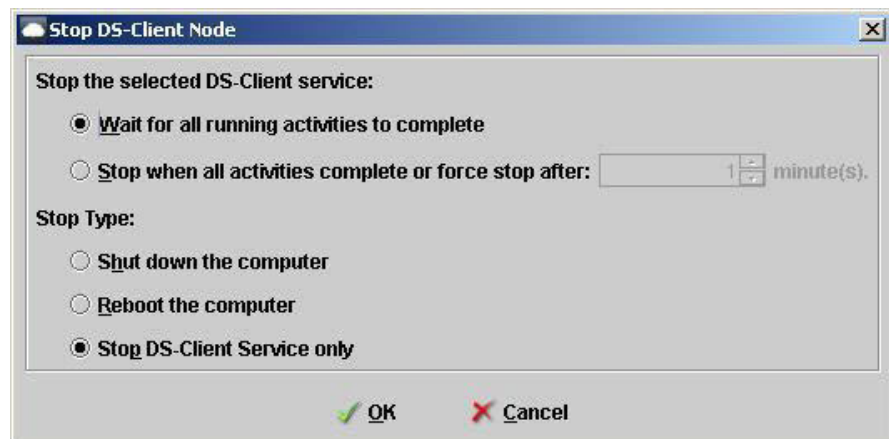 Stop DS-Client Node
Stop the selected DS-Client service:
Wait for all running activities to complete
Stop when all activities complete or force stop after: 1 minute(s).
Stop Type:
Shut down the computer
Reboot the computer
Stop DS-Client Service only
OK Cancel